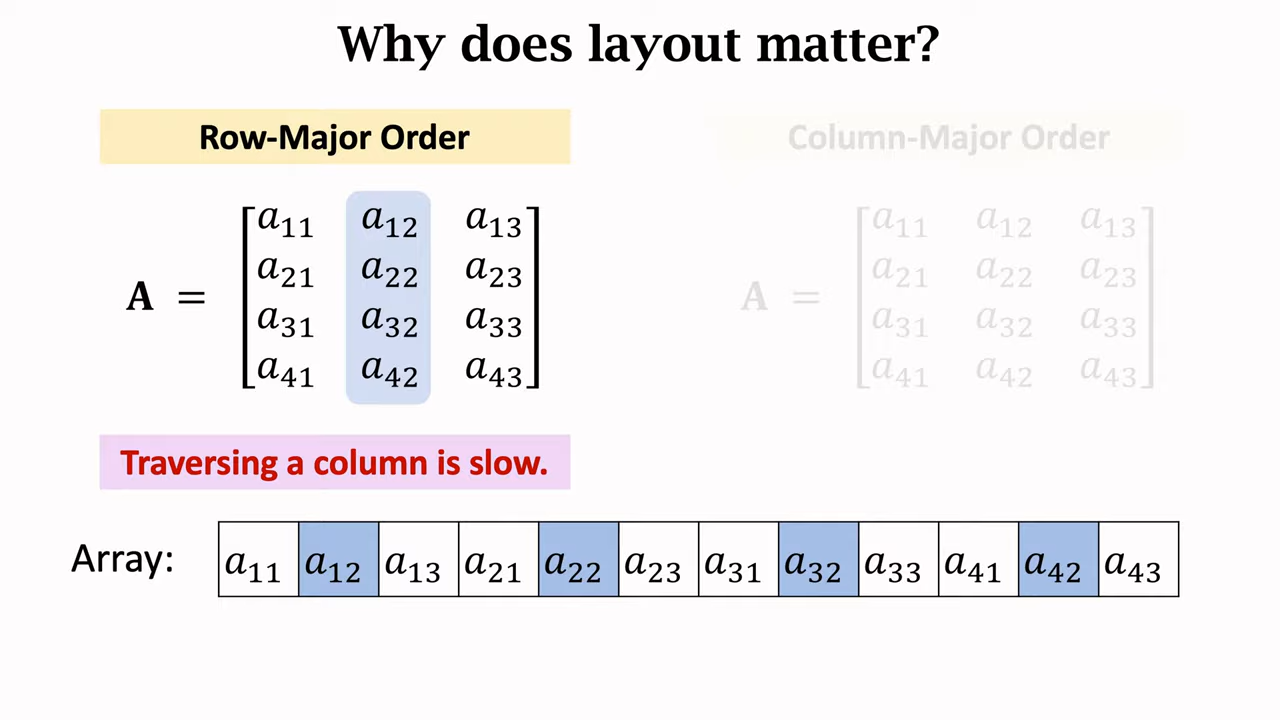 Why does layout matter?
Row-Major Order
Column-Major Order
A = [a₁₁ a₁₂ a₁₃
a₂₁ a₂₂ a₂₃
a₃₁ a₃₂ a₃₃
a₄₁ a₄₂ a₄₃]
A = [a₁₁ a₁₂ a₁₃
a₂₁ a₂₂ a₂₃
a₃₁ a₃₂ a₃₃
a₄₁ a₄₂ a₄₃]
Traversing a column is slow.
Array: a₁₁ a₁₂ a₁₃ a₂₁ a₂₂ a₂₃ a₃₁ a₃₂ a₃₃ a₄₁ a₄₂ a₄₃